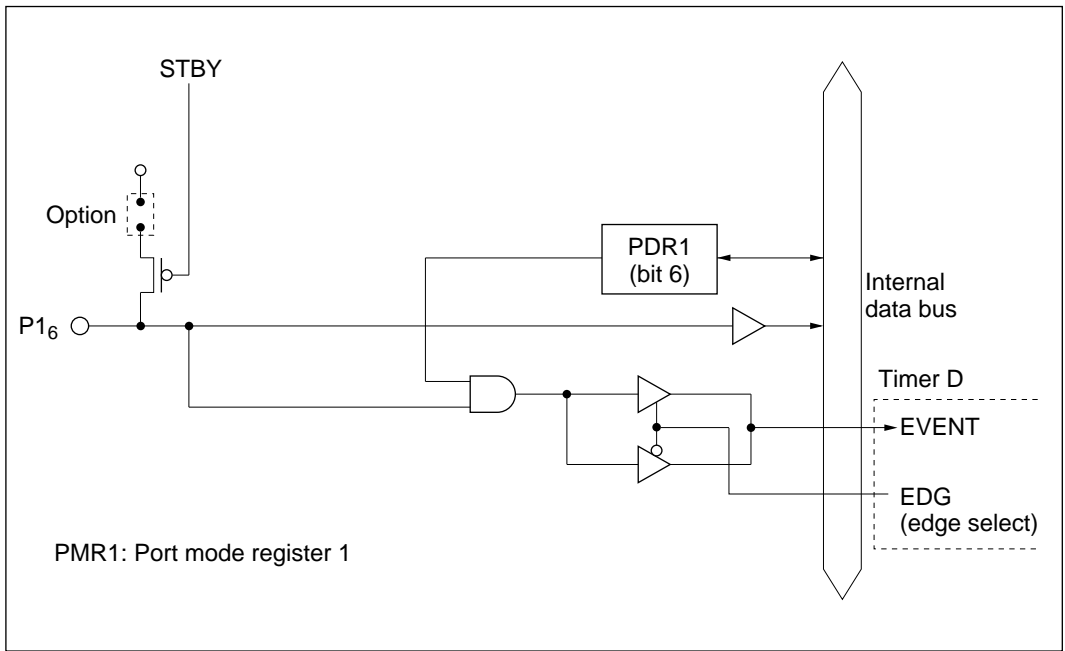 STBY
Option
PDR1
(bit 6)
Internal
data bus
P1₆
Timer D
EVENT
EDG
(edge select)
PMR1: Port mode register 1